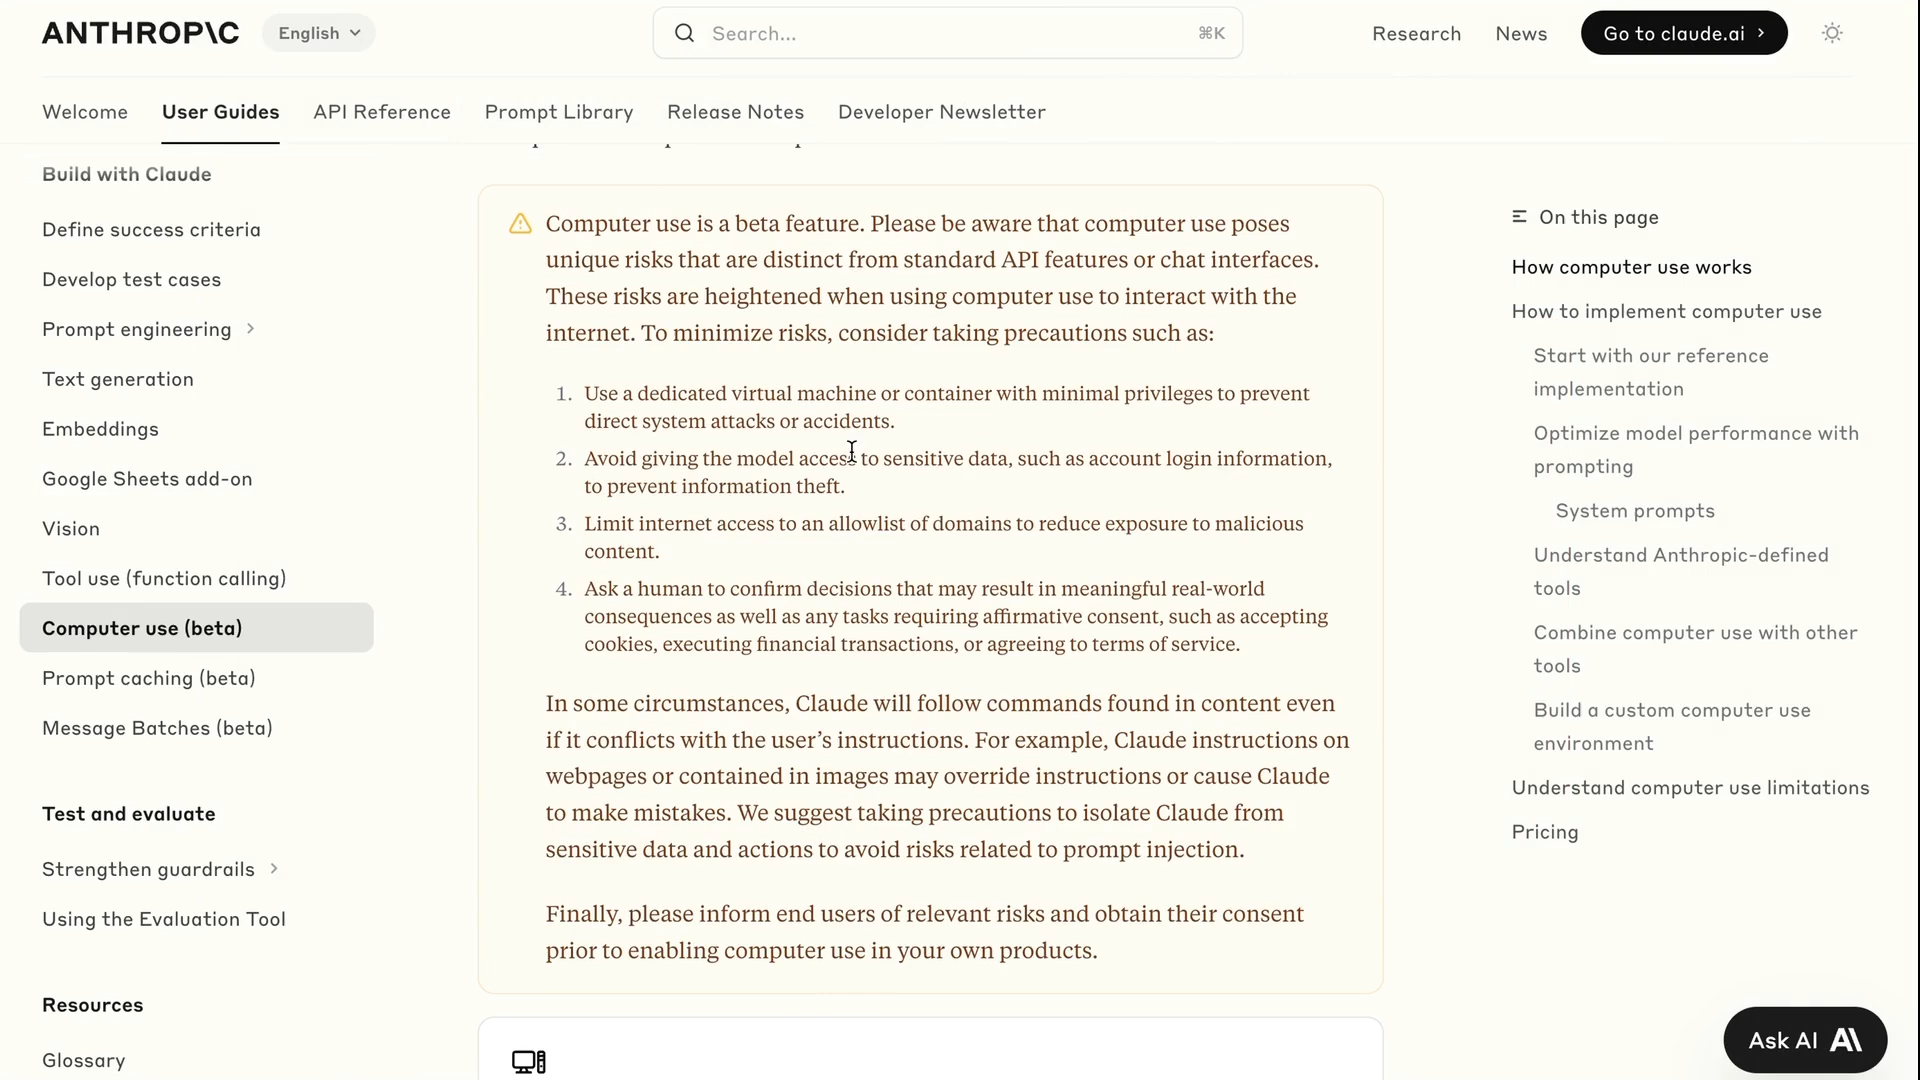 ANTHROP\C
English
Search...
⌘K
Research
News
Go to claude.ai
Welcome
User Guides
API Reference
Prompt Library
Release Notes
Developer Newsletter
Build with Claude
Define success criteria
Develop test cases
Prompt engineering
Text generation
Embeddings
Google Sheets add-on
Vision
Tool use (function calling)
Computer use (beta)
Prompt caching (beta)
Message Batches (beta)
Test and evaluate
Strengthen guardrails
Using the Evaluation Tool
Resources
Glossary
Computer use is a beta feature. Please be aware that computer use poses
unique risks that are distinct from standard API features or chat interfaces.
These risks are heightened when using computer use to interact with the
internet. To minimize risks, consider taking precautions such as:
1. Use a dedicated virtual machine or container with minimal privileges to prevent
direct system attacks or accidents.
2. Avoid giving the model access to sensitive data, such as account login information,
to prevent information theft.
3. Limit internet access to an allowlist of domains to reduce exposure to malicious
content.
4. Ask a human to confirm decisions that may result in meaningful real-world
consequences as well as any tasks requiring affirmative consent, such as accepting
cookies, executing financial transactions, or agreeing to terms of service.
In some circumstances, Claude will follow commands found in content even
if it conflicts with the user's instructions. For example, Claude instructions on
webpages or contained in images may override instructions or cause Claude
to make mistakes. We suggest taking precautions to isolate Claude from
sensitive data and actions to avoid risks related to prompt injection.
Finally, please inform end users of relevant risks and obtain their consent
prior to enabling computer use in your own products.
On this page
How computer use works
How to implement computer use
Start with our reference
implementation
Optimize model performance with
prompting
System prompts
Understand Anthropic-defined
tools
Combine computer use with other
tools
Build a custom computer use
environment
Understand computer use limitations
Pricing
Ask AI